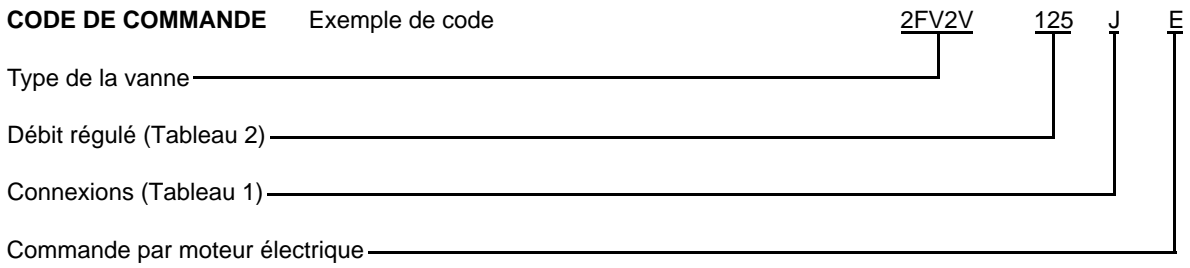 CODE DE COMMANDE Exemple de code 2FV2V 125 J E
Type de la vanne
Débit régulé (Tableau 2)
Connexions (Tableau 1)
Commande par moteur électrique